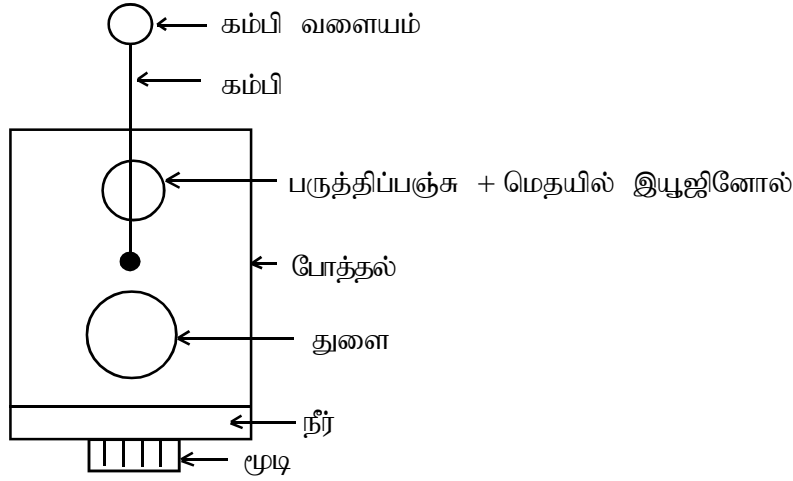 கம்பி வளையம்
கம்பி
பருத்திப்பஞ்சு + மெதயில் இயூஜினோல்
போத்தல்
துளை
நீர்
மூடி